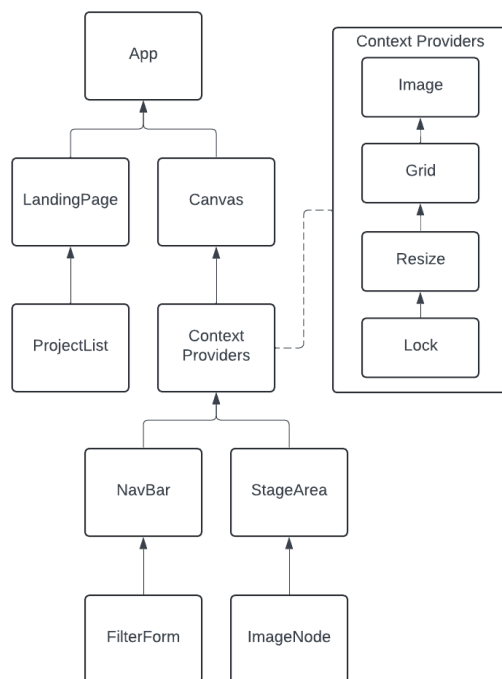 App
Context Providers
Image
LandingPage
Canvas
Grid
Resize
ProjectList
Context
Providers
Lock
NavBar
StageArea
FilterForm
ImageNode